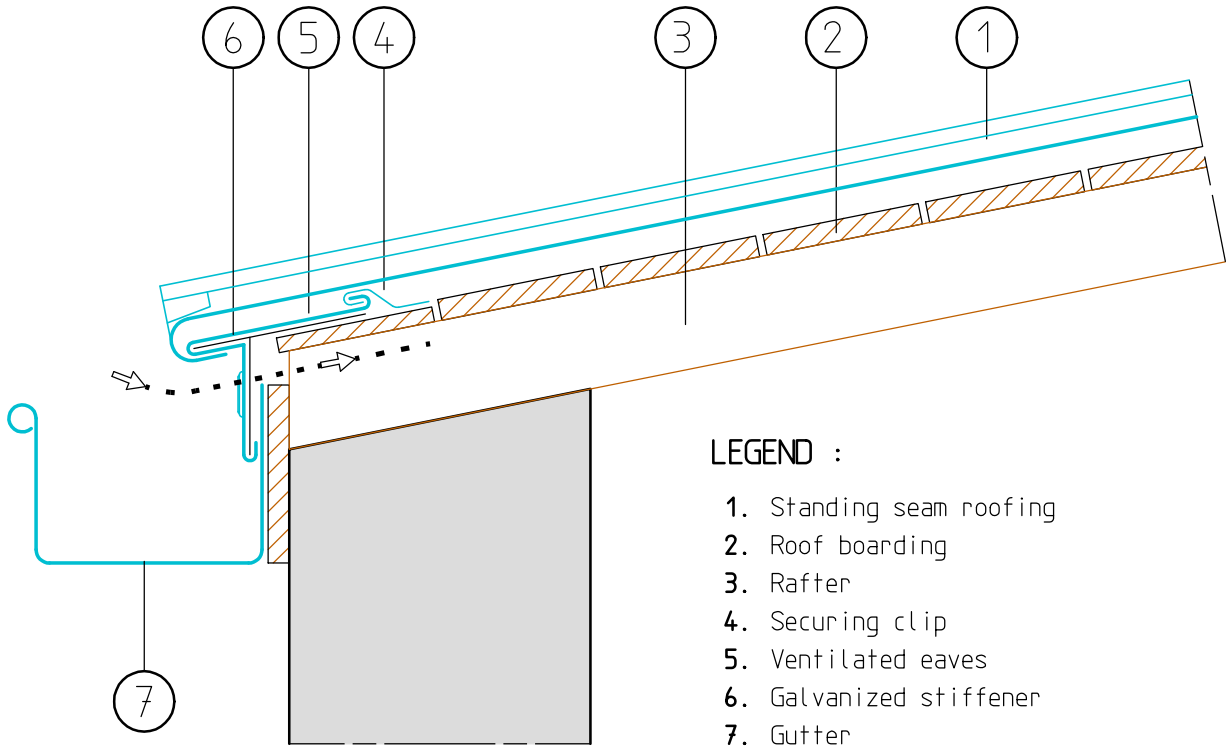 6 5 4 3 2 1
7
LEGEND :
1. Standing seam roofing
2. Roof boarding
3. Rafter
4. Securing clip
5. Ventilated eaves
6. Galvanized stiffener
7. Gutter